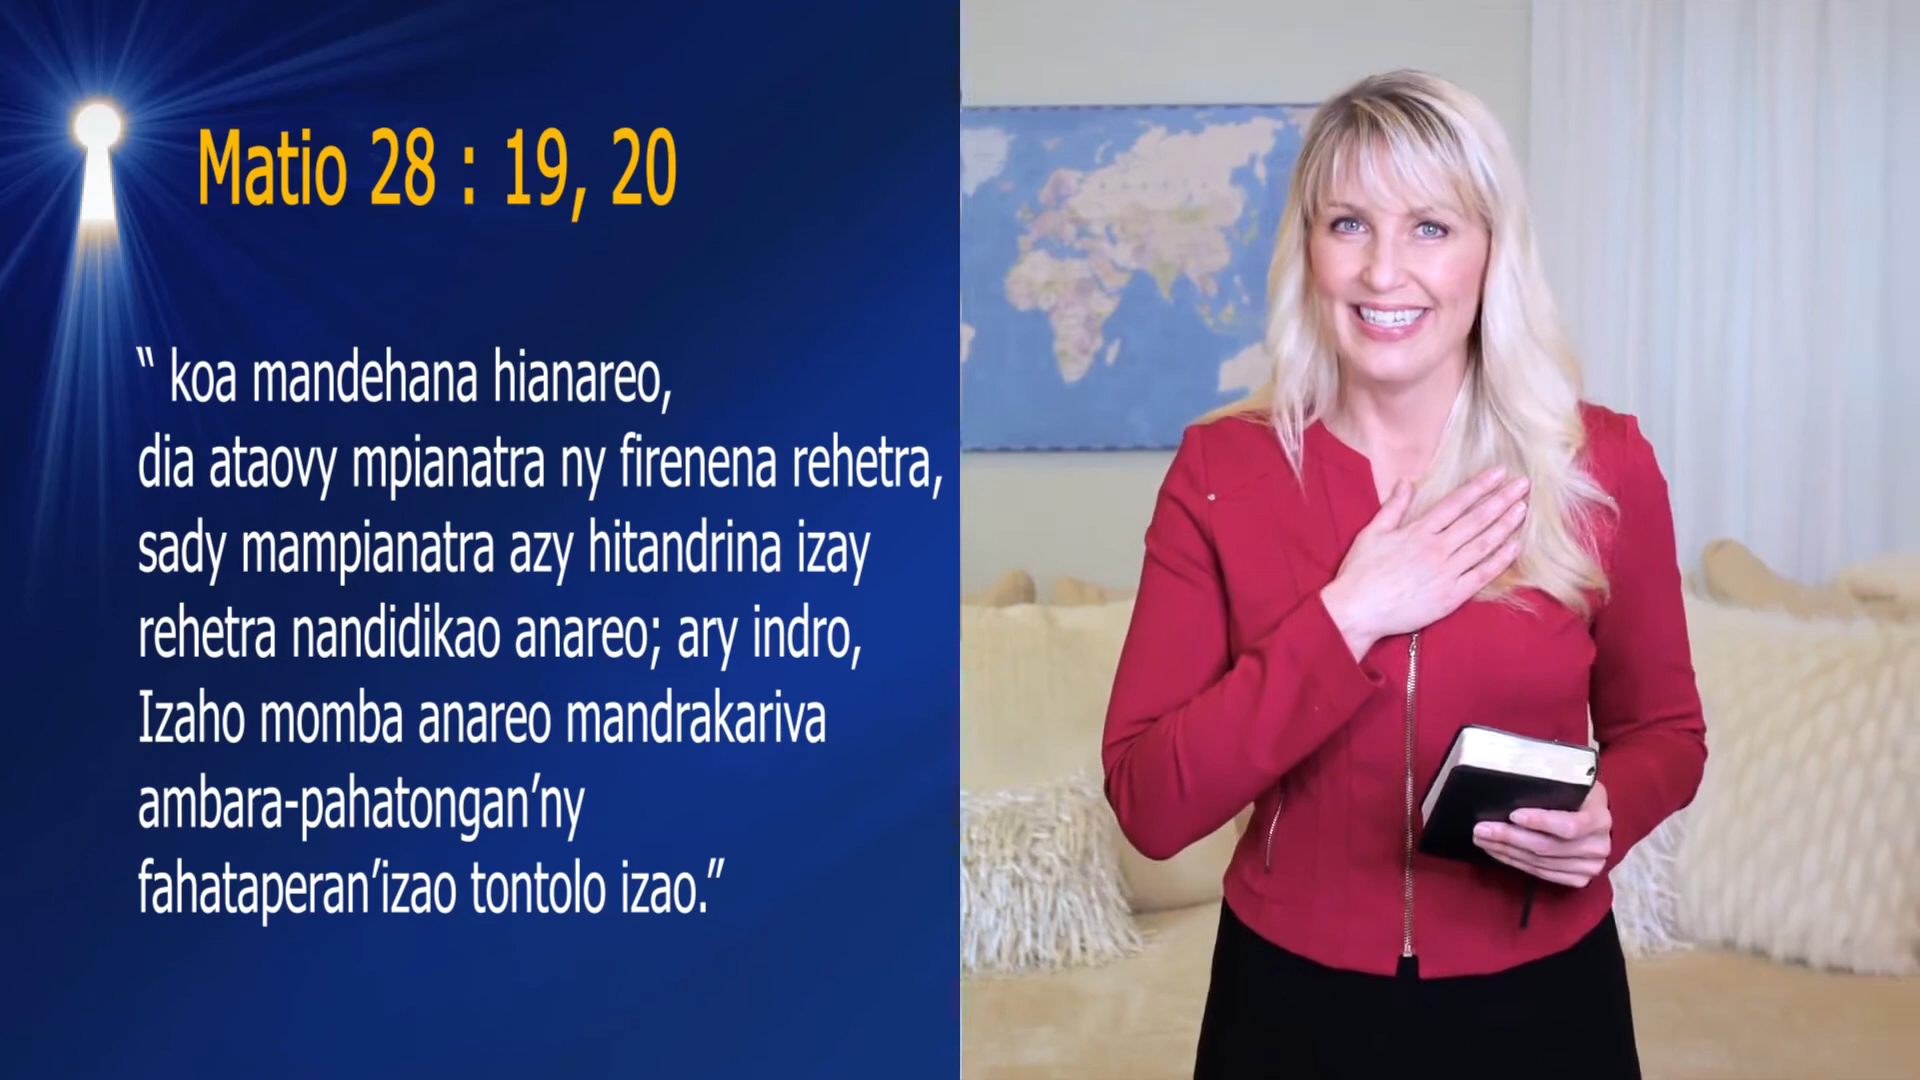 Matio 28 : 19, 20
“ koa mandehana hianareo,
dia ataovy mpianatra ny firenena rehetra,
sady mampianatra azy hitandrina izay
rehetra nandidikao anareo; ary indro,
Izaho momba anareo mandrakariva
ambara-pahatongan’ny
fahataperan’izao tontolo izao.”